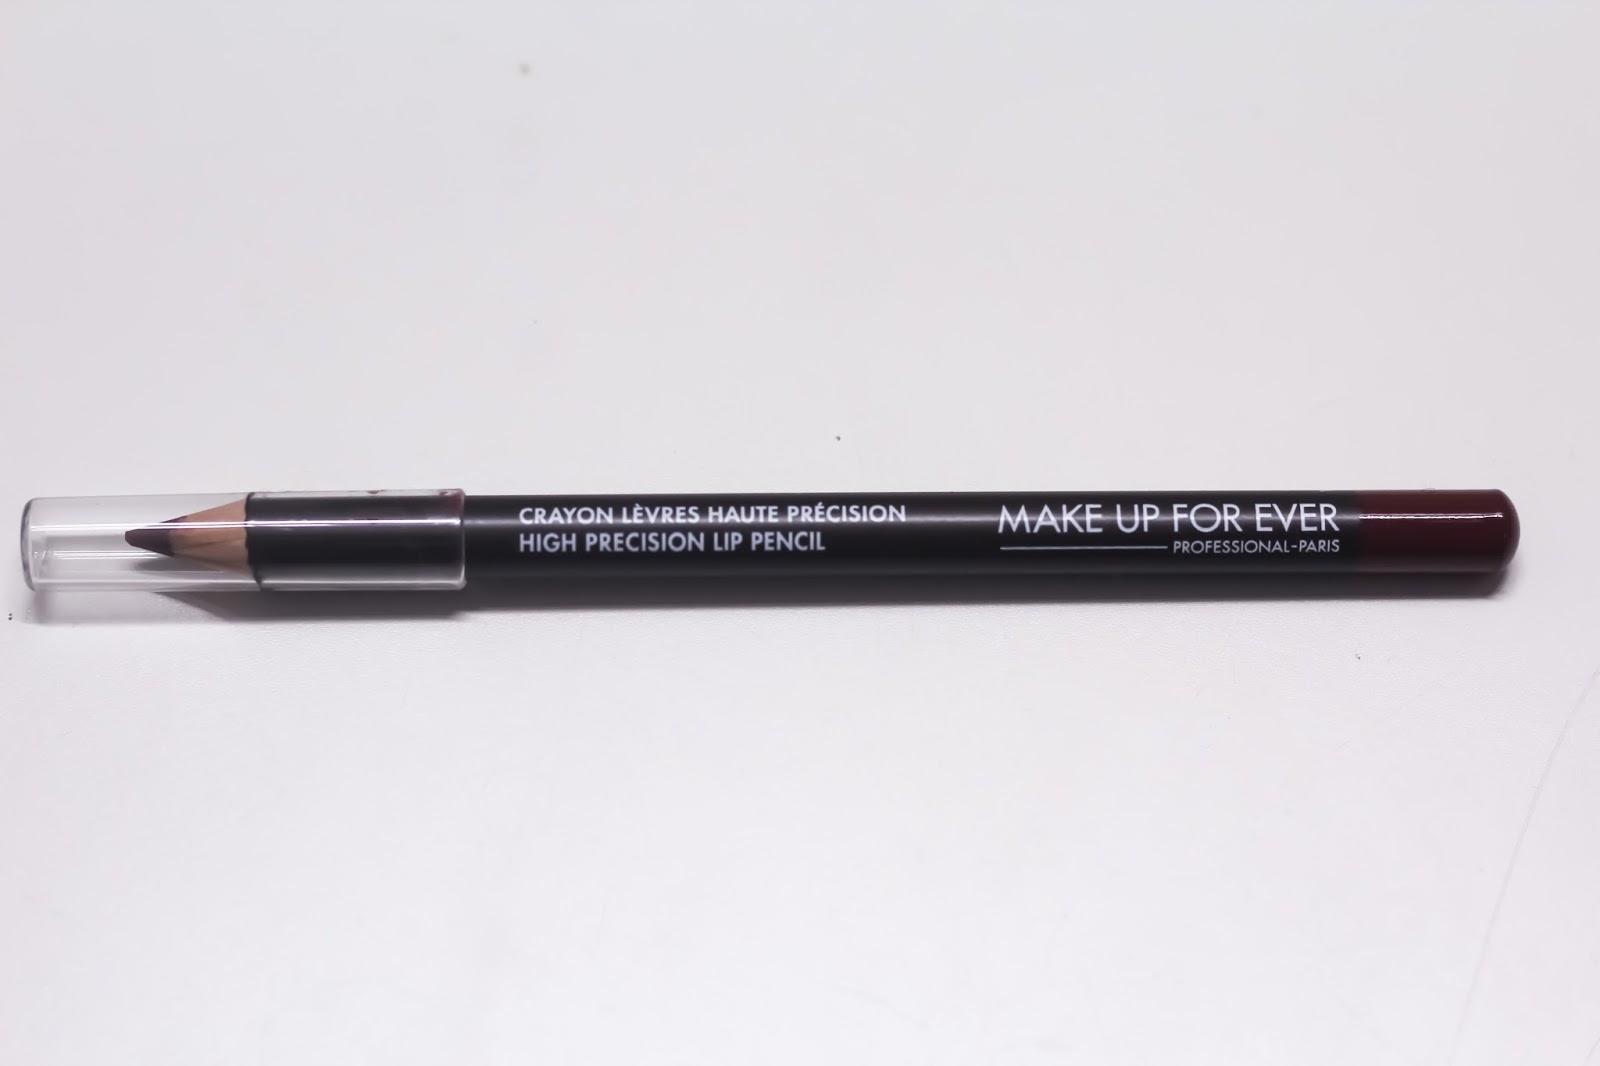 CRAYON LÈVRES HAUTE PRÉCISION
HIGH PRECISION LIP PENCIL
MAKE UP FOR EVER
PROFESSIONAL-PARIS